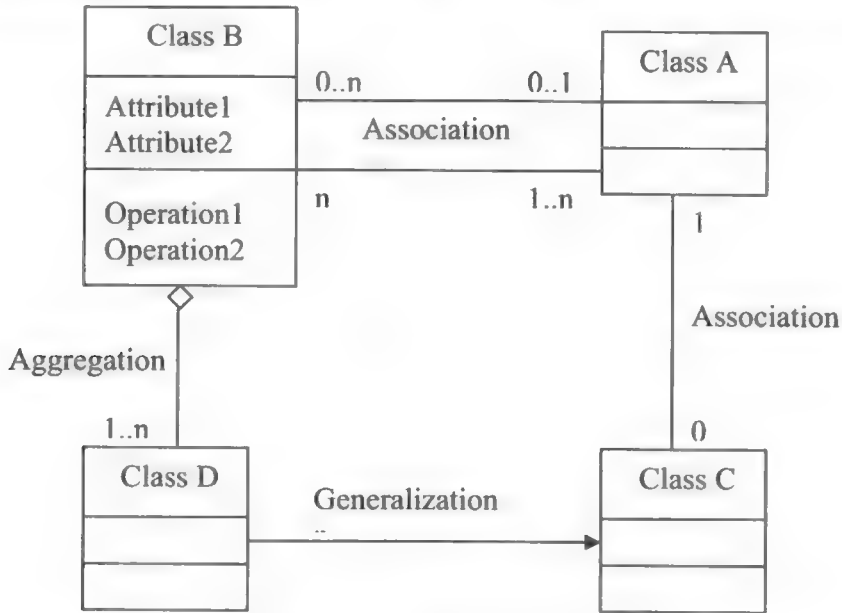 Class B
Attribute1
Attribute2
Operation1
Operation2
0..n
0..1
Association
n
1..n
Class A
1
Association
0
Aggregation
1..n
Class D
Generalization
Class C